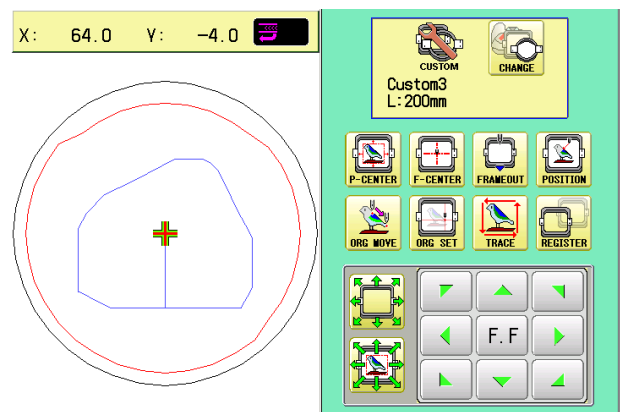 X: 64.0 Y: -4.0
CUSTOM CHANGE
Custom3
L:200mm
P-CENTER F-CENTER FRAMEOUT POSITION
ORG MOVE ORG SET TRACE REGISTER
F.F